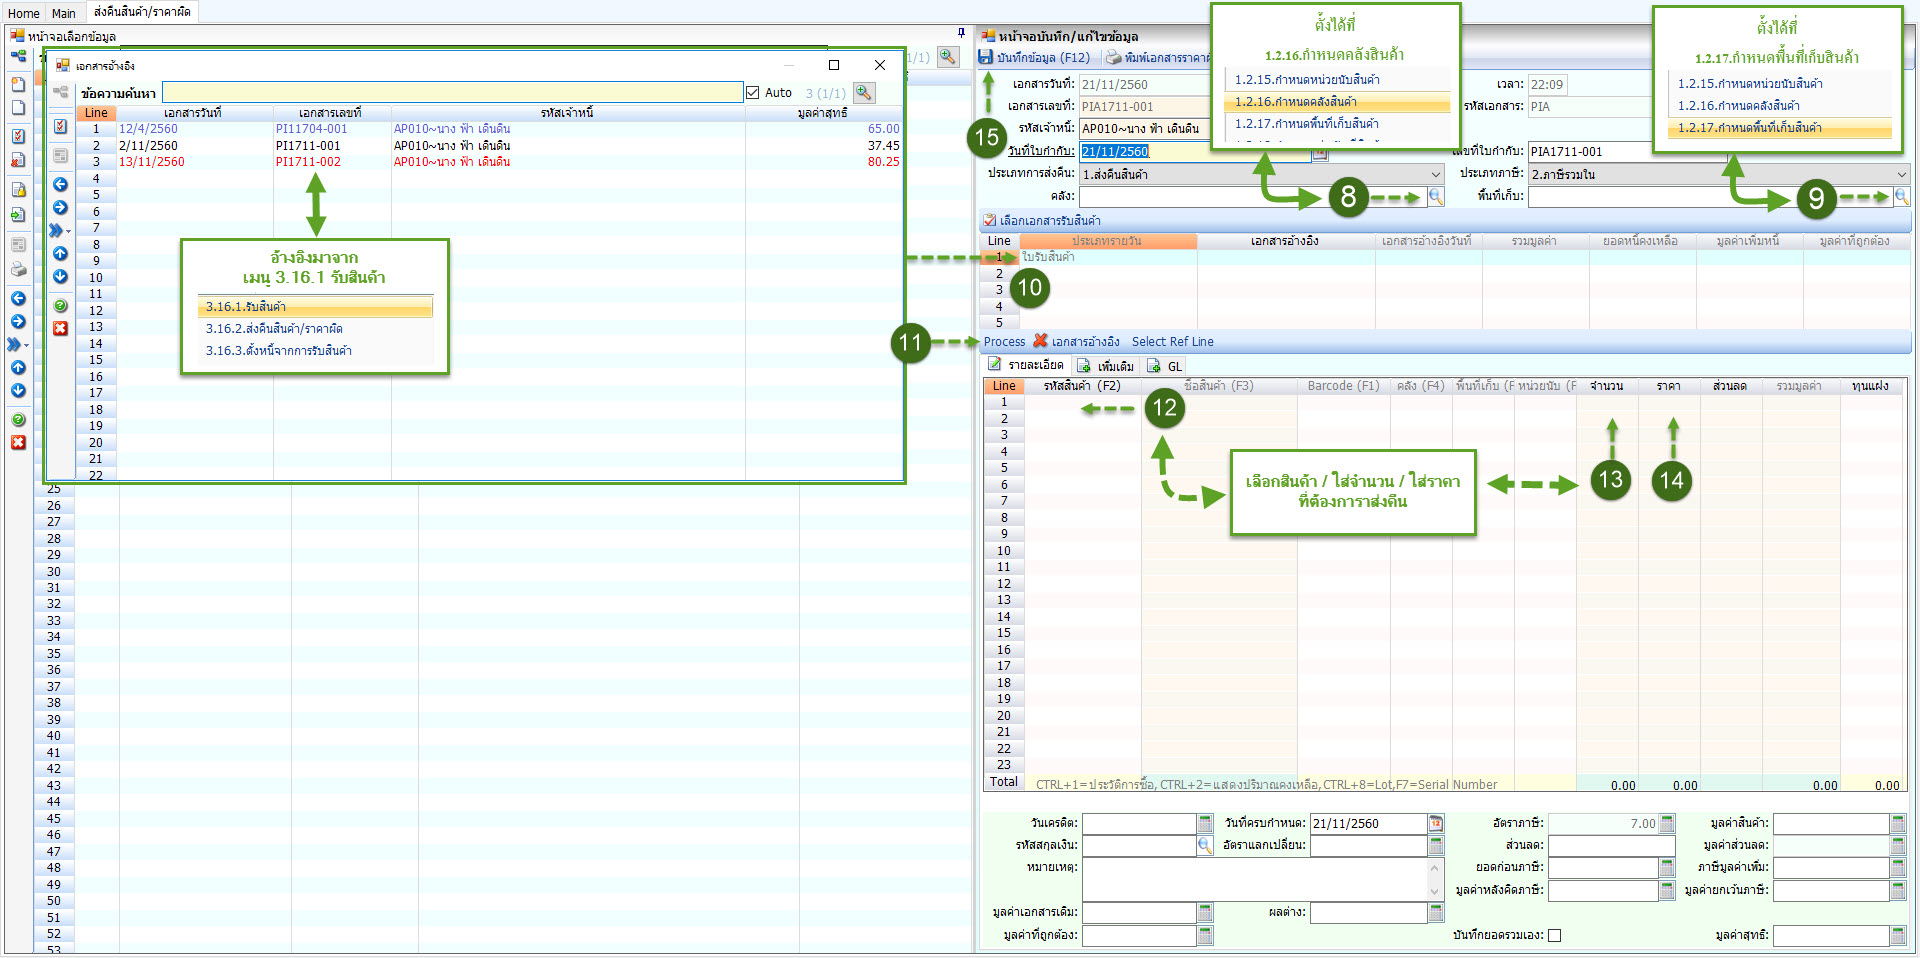 Home Main ส่งคืนสินค้า/ราคาผิด
หน้าจอเลือกข้อมูล
เอกสารอ้างอิง
ข้อความค้นหา Auto 3 (1/1)
Line เอกสารวันที่ เอกสารเลขที่ รหัสเจ้าหนี้ มูลค่าสุทธิ
1 12/4/2560 PI11704-001 AP010~นาง ฟ้า เดินดิน 65.00
2 2/11/2560 PI1711-001 AP010~นาง ฟ้า เดินดิน 37.45
3 13/11/2560 PI1711-002 AP010~นาง ฟ้า เดินดิน 80.25
4
5
6
7
8
9
10
11
12
13
14
15
16
17
18
19
20
21
22
อ้างอิงมาจาก
เมนู 3.16.1 รับสินค้า
3.16.1.รับสินค้า
3.16.2.ส่งคืนสินค้า/ราคาผิด
3.16.3.ตั้งหนี้จากการรับสินค้า
25
26
27
28
29
30
31
32
33
34
35
36
37
38
39
40
41
42
43
44
45
46
47
48
49
50
51
52
53
หน้าจอบันทึก/แก้ไขข้อมูล
บันทึกข้อมูล (F12) พิมพ์เอกสารราคาผ
ตั้งได้ที่
1.2.16.กำหนดคลังสินค้า
1.2.15.กำหนดหน่วยนับสินค้า
1.2.16.กำหนดคลังสินค้า
1.2.17.กำหนดพื้นที่เก็บสินค้า
ตั้งได้ที่
1.2.17.กำหนดพื้นที่เก็บสินค้า
1.2.15.กำหนดหน่วยนับสินค้า
1.2.16.กำหนดคลังสินค้า
1.2.17.กำหนดพื้นที่เก็บสินค้า
เอกสารวันที่: 21/11/2560 เวลา: 22:09
เอกสารเลขที่: PIA1711-001 รหัสเอกสาร: PIA
รหัสเจ้าหนี้: AP010~นาง ฟ้า เดินดิน
15
วันที่ใบกำกับ: 21/11/2560 เลขที่ใบกำกับ: PIA1711-001
ประเภทการส่งคืน: 1.ส่งคืนสินค้า ประเภทภาษี: 2.ภาษีรวมใน
คลัง: 8 พื้นที่เก็บ: 9
เลือกเอกสารรับสินค้า
Line ประเภทรายวัน เอกสารอ้างอิง เอกสารอ้างอิงวันที่ รวมมูลค่า ยอดหนี้คงเหลือ มูลค่าเพิ่มหนี้ มูลค่าที่ถูกต้อง
1 ใบรับสินค้า
2
3
4
5
10
11 Process เอกสารอ้างอิง Select Ref Line
รายละเอียด เพิ่มเติม GL
Line รหัสสินค้า (F2) ชื่อสินค้า (F3) Barcode (F1) คลัง (F4) พื้นที่เก็บ (F หน่วยนับ (F จำนวน ราคา ส่วนลด รวมมูลค่า ทุนแฝง
1
2
3
4
5
6
7
8
9
10
11
12
13
14
15
16
17
18
19
20
21
22
23
12
เลือกสินค้า / ใส่จำนวน / ใส่ราคา
ที่ต้องการาส่งคืน
13
14
Total CTRL+1=ประวัติการซื้อ, CTRL+2=แสดงปริมาณคงเหลือ,CTRL+8=Lot,F7=Serial Number 0.00 0.00 0.00 0.00
วันเครดิต: วันที่ครบกำหนด: 21/11/2560 อัตราภาษี: 7.00 มูลค่าสินค้า:
รหัสสกุลเงิน: อัตราแลกเปลี่ยน: ส่วนลด: มูลค่าส่วนลด:
หมายเหตุ: ยอดก่อนภาษี: ภาษีมูลค่าเพิ่ม:
มูลค่าหลังคิดภาษี: มูลค่ายกเว้นภาษี:
มูลค่าเอกสารเดิม: ผลต่าง:
มูลค่าที่ถูกต้อง: บันทึกยอดรวมเอง: มูลค่าสุทธิ: